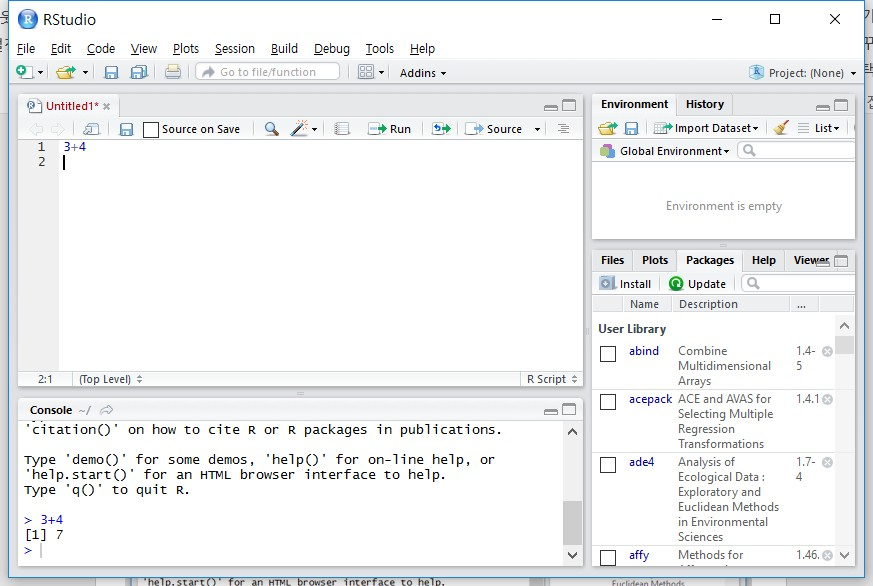 RStudio
File Edit Code View Plots Session Build Debug Tools Help
Go to file/function Addins Project: (None)
Untitled1*
Source on Save Run Source
1 3+4
2
2:1 (Top Level) R Script
Console ~/
'citation()' on how to cite R or R packages in publications.
Type 'demo()' for some demos, 'help()' for on-line help, or
'help.start()' for an HTML browser interface to help.
Type 'q()' to quit R.
> 3+4
[1] 7
>
Environment History
Import Dataset List
Global Environment
Environment is empty
Files Plots Packages Help Viewer
Install Update
Name Description ...
User Library
abind Combine 1.4-
Multidimensional 5
Arrays
acepack ACE and AVAS for 1.4.1
Selecting Multiple
Regression
Transformations
ade4 Analysis of 1.7-
Ecological Data : 4
Exploratory and
Euclidean Methods
in Environmental
Sciences
affy Methods for 1.46.
'help.start()' for an HTML browser interface to help.
Euclidean Methods